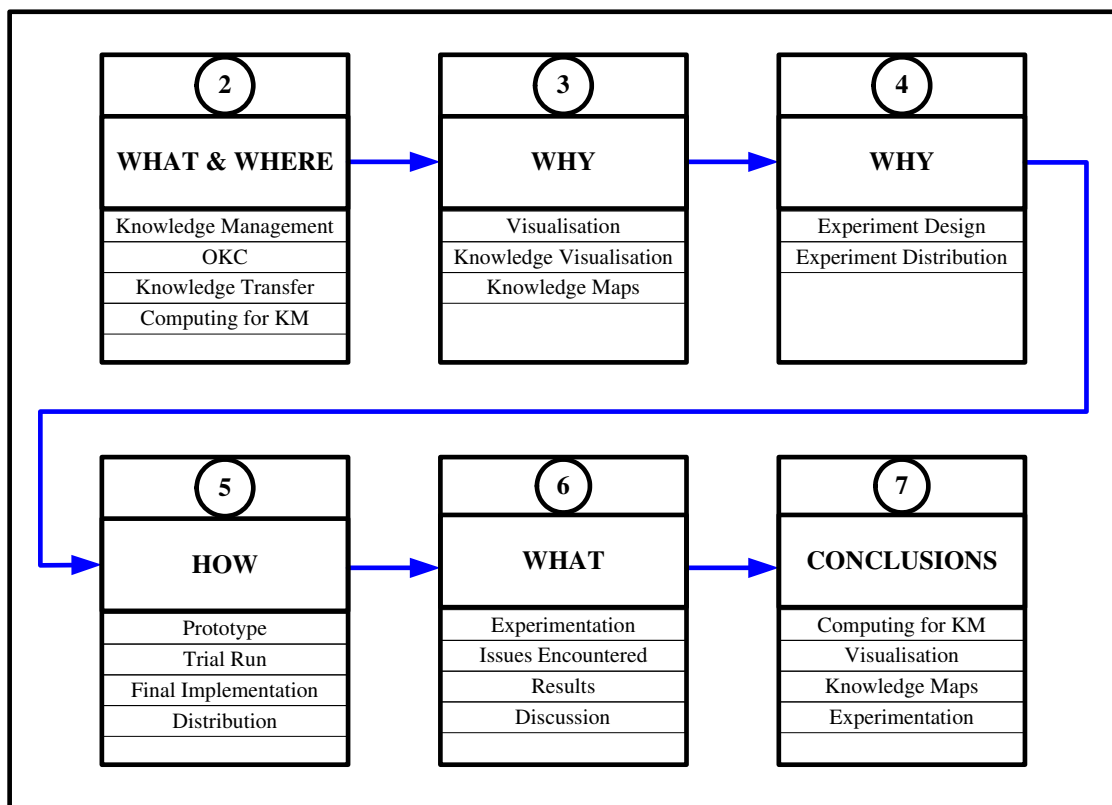 2
WHAT & WHERE
Knowledge Management
OKC
Knowledge Transfer
Computing for KM
3
WHY
Visualisation
Knowledge Visualisation
Knowledge Maps
4
WHY
Experiment Design
Experiment Distribution
5
HOW
Prototype
Trial Run
Final Implementation
Distribution
6
WHAT
Experimentation
Issues Encountered
Results
Discussion
7
CONCLUSIONS
Computing for KM
Visualisation
Knowledge Maps
Experimentation